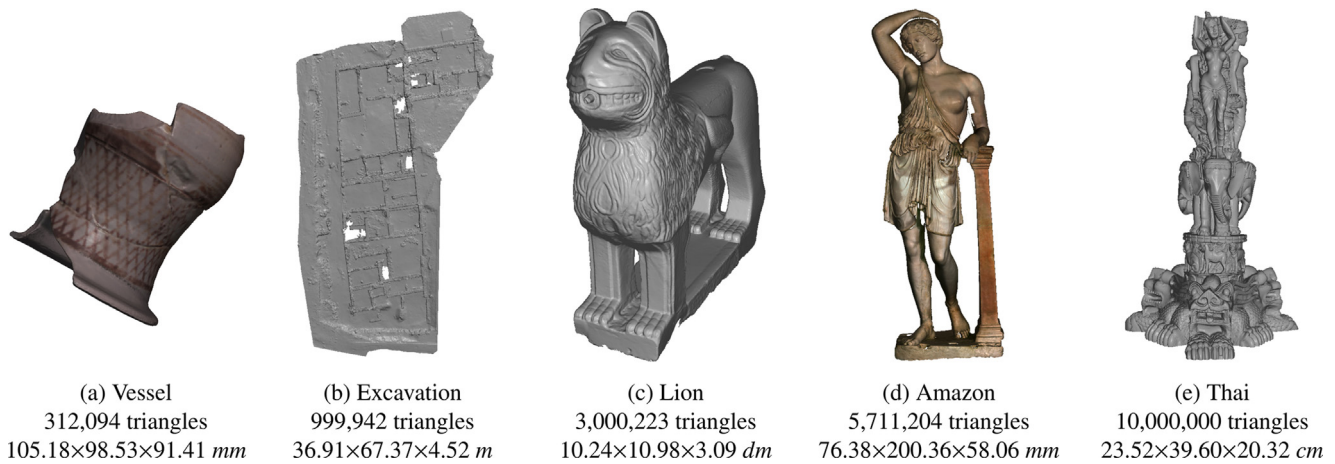 (a) Vessel
312,094 triangles
105.18×98.53×91.41 mm
(b) Excavation
999,942 triangles
36.91×67.37×4.52 m
(c) Lion
3,000,223 triangles
10.24×10.98×3.09 dm
(d) Amazon
5,711,204 triangles
76.38×200.36×58.06 mm
(e) Thai
10,000,000 triangles
23.52×39.60×20.32 cm